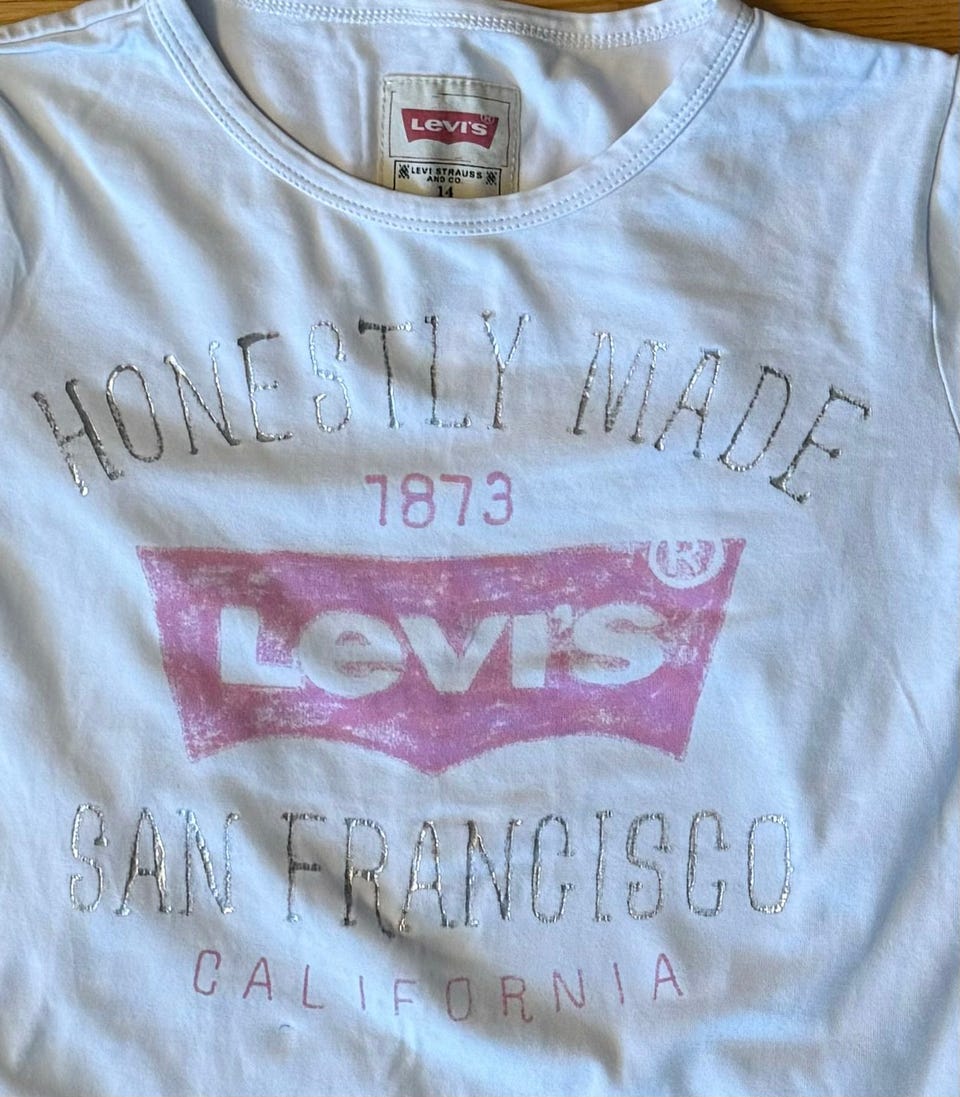 LEVI'S ®
LEVI STRAUSS
AND CO.
14
HONESTLY MADE
1873
LEVI'S ®
SAN FRANCISCO
CALIFORNIA